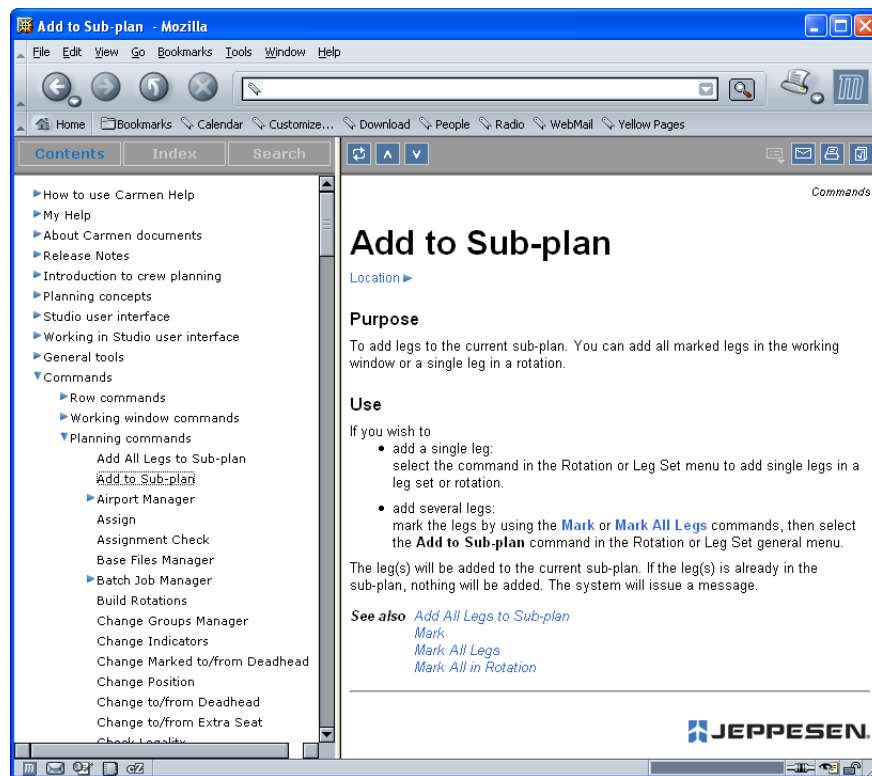 Add to Sub-plan - Mozilla
File Edit View Go Bookmarks Tools Window Help
Home Bookmarks Calendar Customize... Download People Radio WebMail Yellow Pages
Contents Index Search
How to use Carmen Help
My Help
About Carmen documents
Release Notes
Introduction to crew planning
Planning concepts
Studio user interface
Working in Studio user interface
General tools
Commands
Row commands
Working window commands
Planning commands
Add All Legs to Sub-plan
Add to Sub-plan
Airport Manager
Assign
Assignment Check
Base Files Manager
Batch Job Manager
Build Rotations
Change Groups Manager
Change Indicators
Change Marked to/from Deadhead
Change Position
Change to/from Deadhead
Change to/from Extra Seat
Check Legality
Commands
Add to Sub-plan
Location
Purpose
To add legs to the current sub-plan. You can add all marked legs in the working
window or a single leg in a rotation.
Use
If you wish to
• add a single leg:
select the command in the Rotation or Leg Set menu to add single legs in a
leg set or rotation.
• add several legs:
mark the legs by using the Mark or Mark All Legs commands, then select
the Add to Sub-plan command in the Rotation or Leg Set general menu.
The leg(s) will be added to the current sub-plan. If the leg(s) is already in the
sub-plan, nothing will be added. The system will issue a message.
See also Add All Legs to Sub-plan
Mark
Mark All Legs
Mark All in Rotation
JEPPESEN.